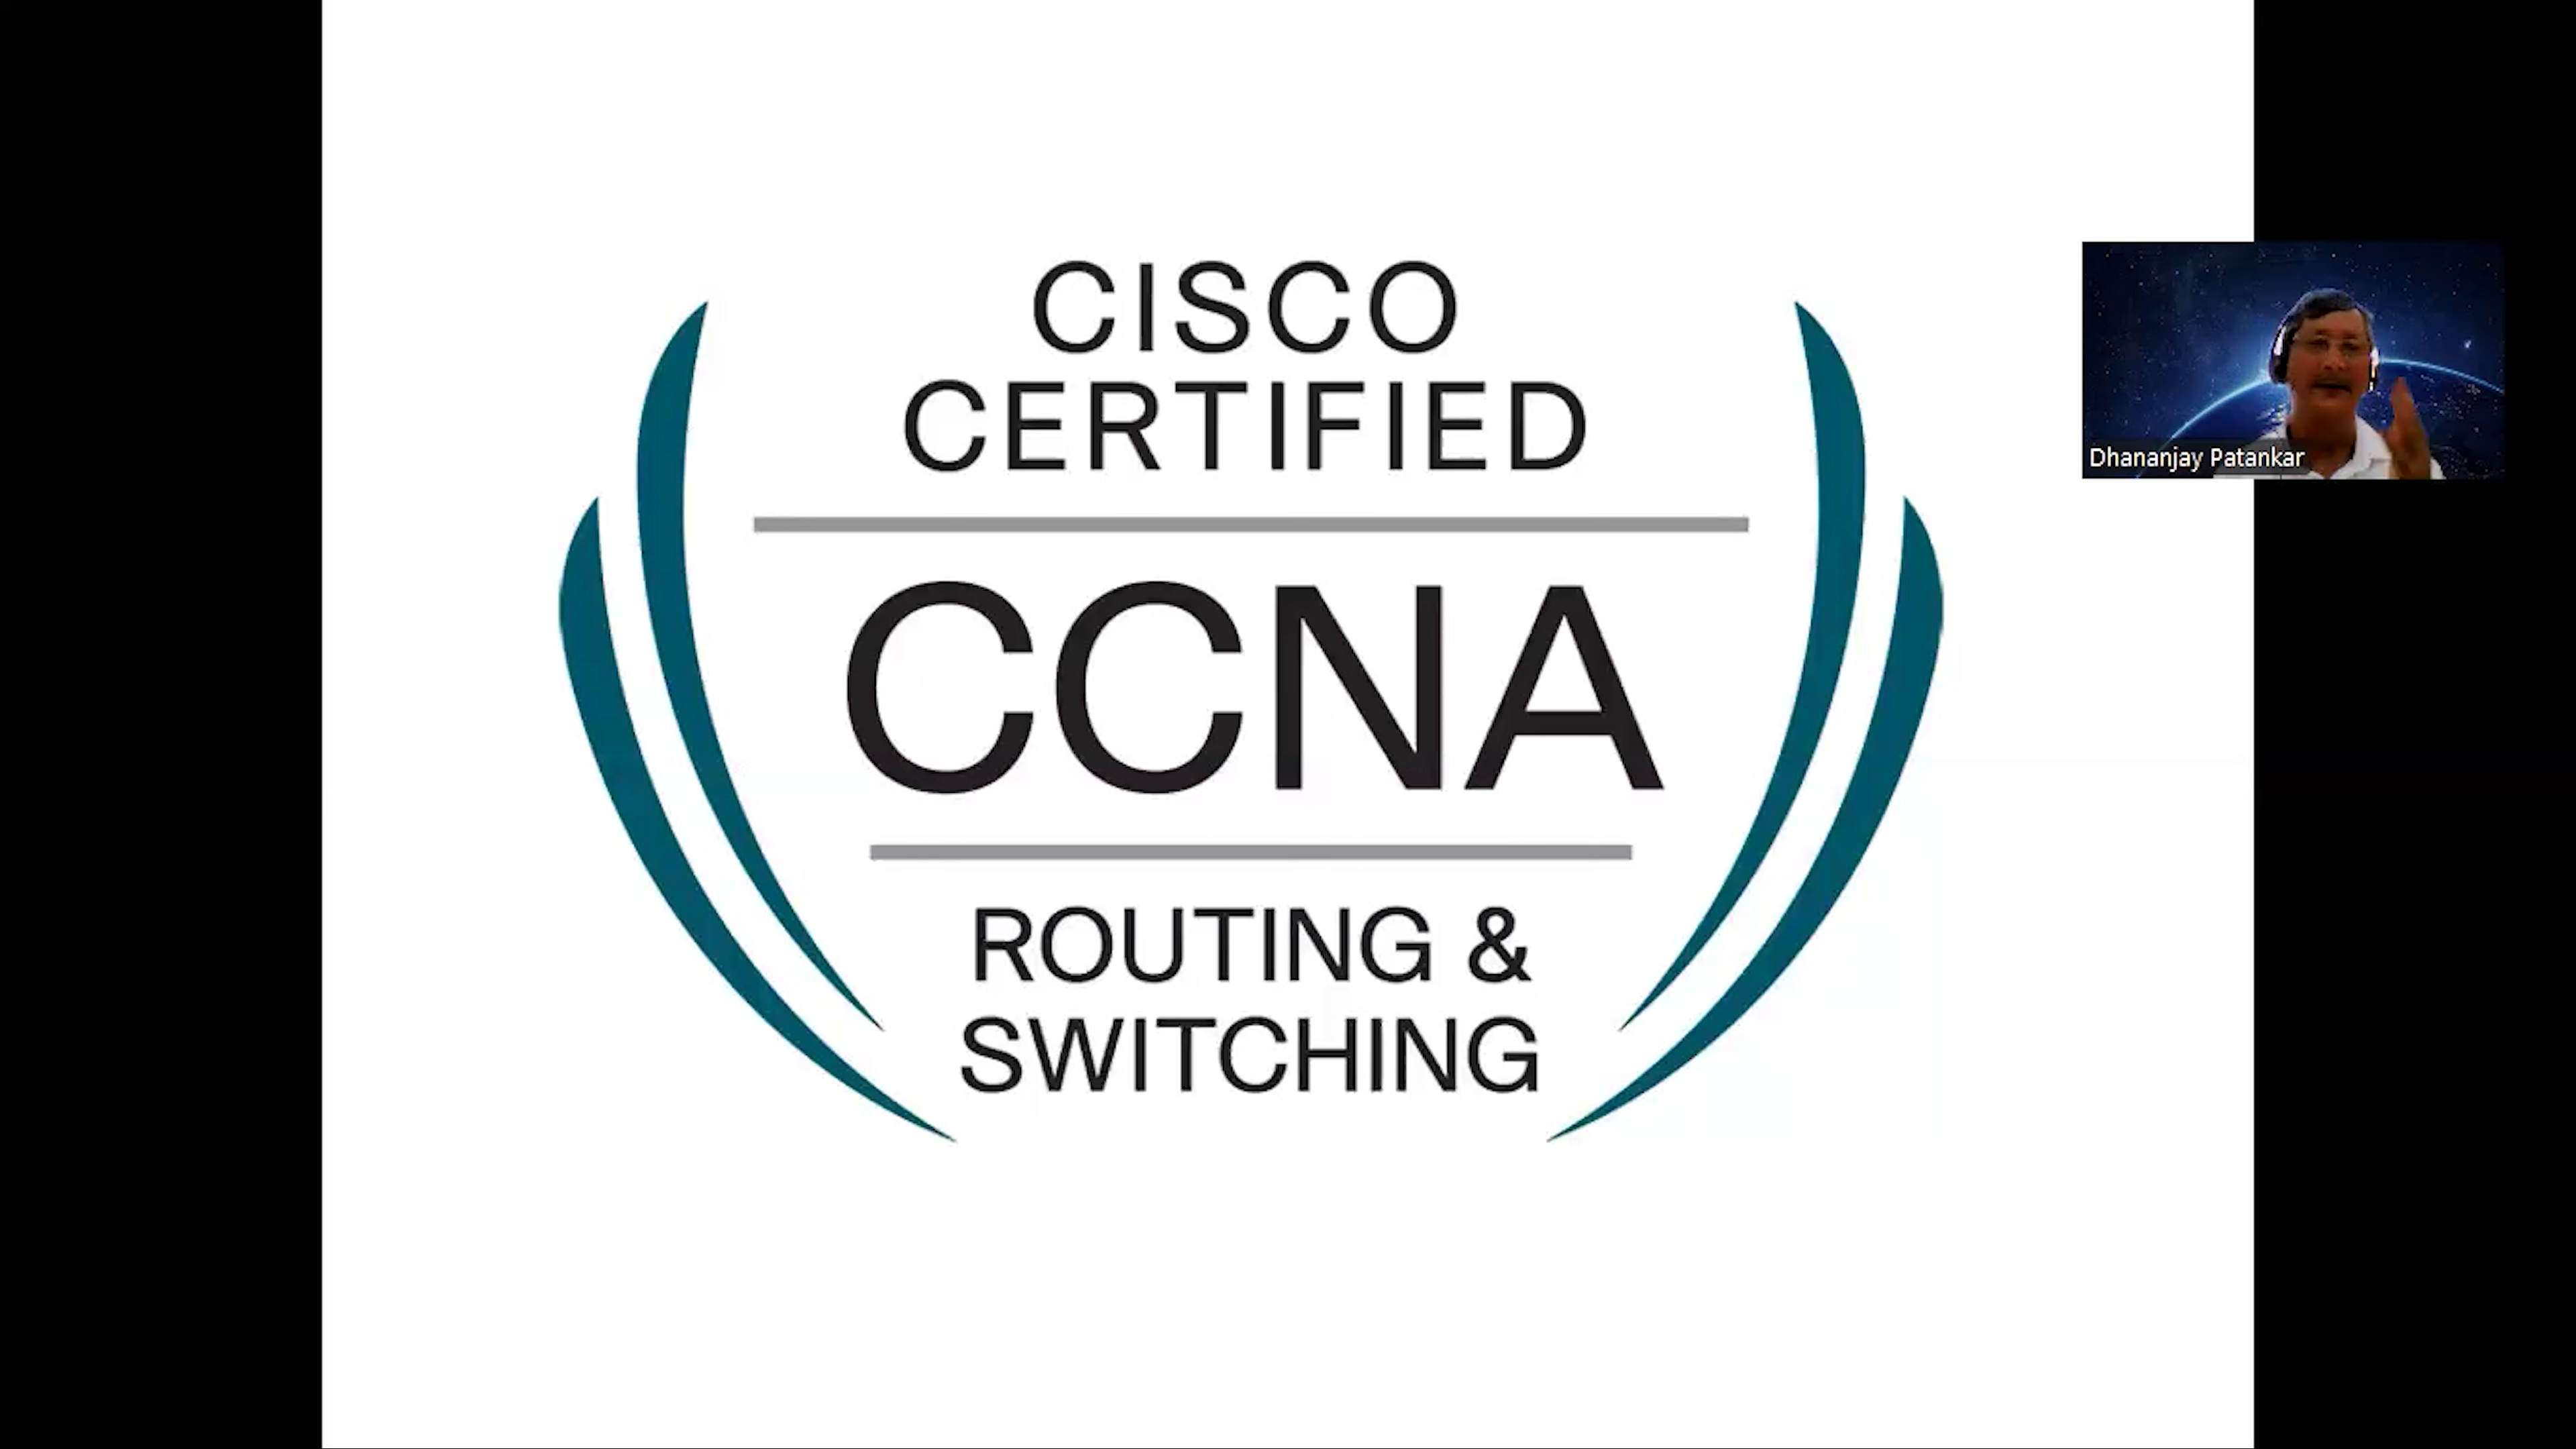 CISCO
CERTIFIED
CCNA
ROUTING &
SWITCHING
Dhananjay Patankar